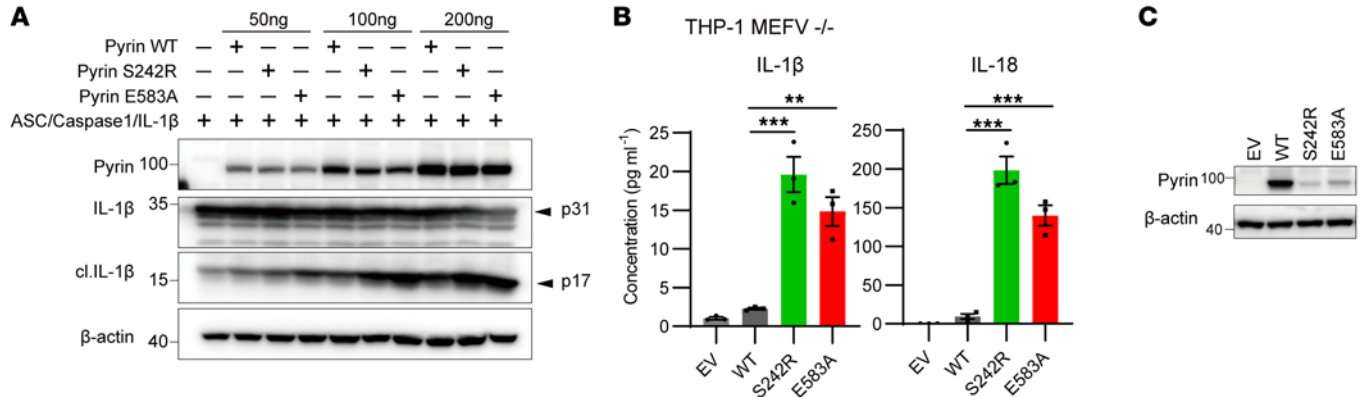 A
50ng 100ng 200ng
Pyrin WT – + – – + – – + – –
Pyrin S242R – – + – – + – – + –
Pyrin E583A – – – + – – + – – +
ASC/Caspase1/IL-1β + + + + + + + + + +
Pyrin 100
IL-1β 35 p31
cl.IL-1β 15 p17
β-actin 40
B
THP-1 MEFV -/-
IL-1β
**
***
Concentration (pg ml⁻¹)
25
20
15
10
5
0
EV WT S242R E583A
IL-18
***
***
250
200
150
100
50
0
EV WT S242R E583A
C
EV WT S242R E583A
Pyrin 100
β-actin 40